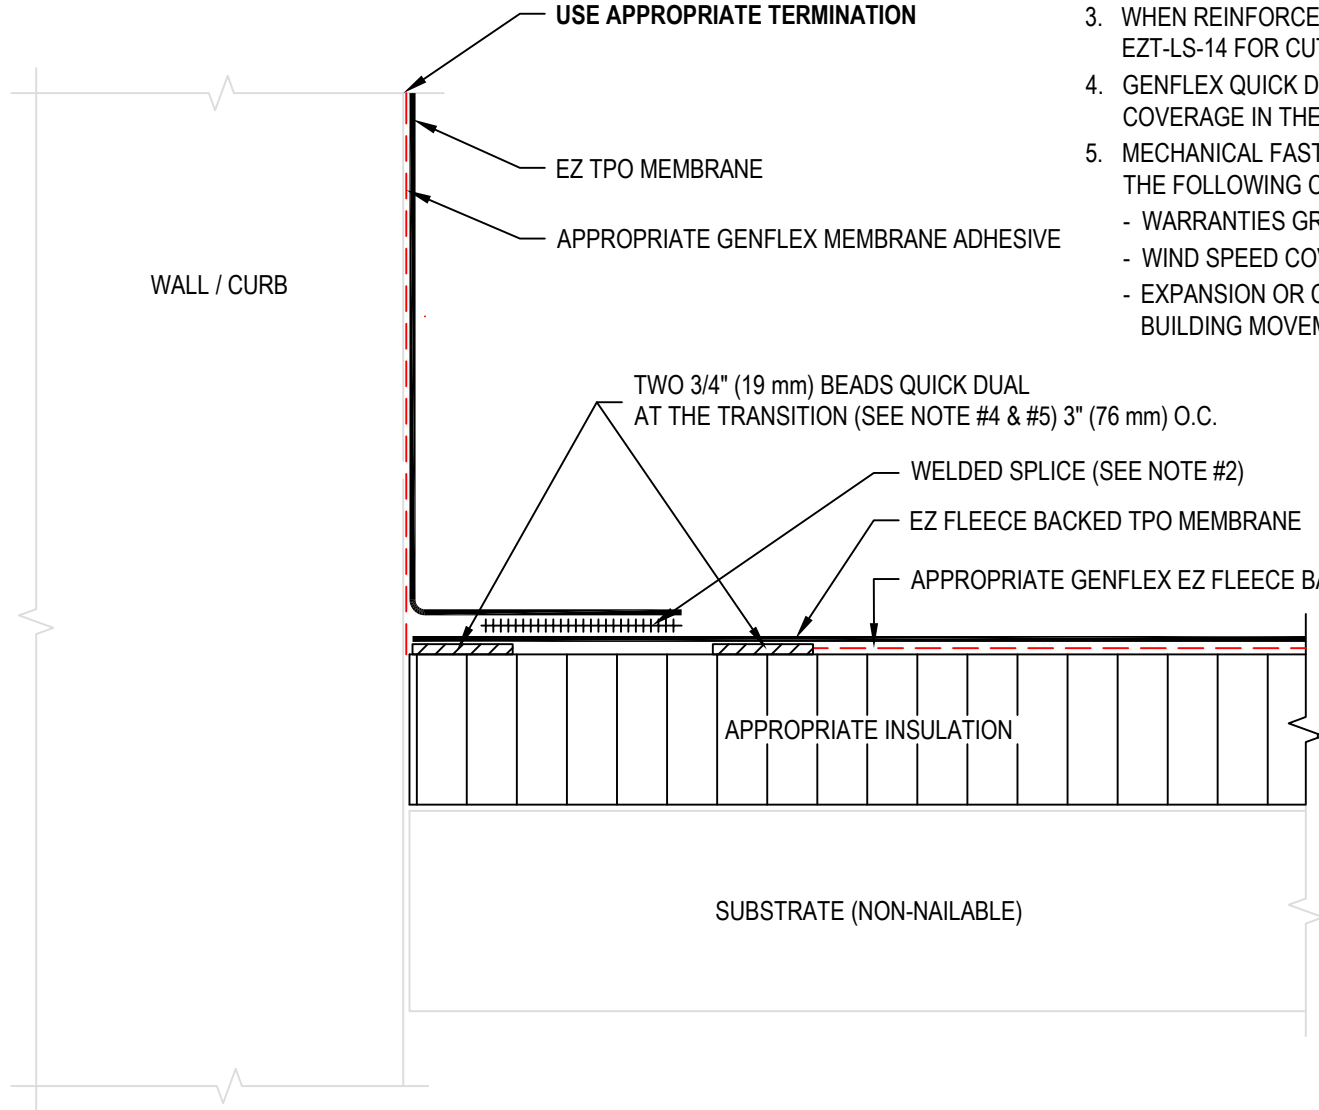 USE APPROPRIATE TERMINATION
EZ TPO MEMBRANE
APPROPRIATE GENFLEX MEMBRANE ADHESIVE
WALL / CURB
3. WHEN REINFORCE
EZT-LS-14 FOR CU
4. GENFLEX QUICK D
COVERAGE IN THE
5. MECHANICAL FAST
THE FOLLOWING
- WARRANTIES GR
- WIND SPEED CO
- EXPANSION OR
BUILDING MOVEM
TWO 3/4" (19 mm) BEADS QUICK DUAL
AT THE TRANSITION (SEE NOTE #4 & #5) 3" (76 mm) O.C.
WELDED SPLICE (SEE NOTE #2)
EZ FLEECE BACKED TPO MEMBRANE
APPROPRIATE GENFLEX EZ FLEECE BA
APPROPRIATE INSULATION
SUBSTRATE (NON-NAILABLE)